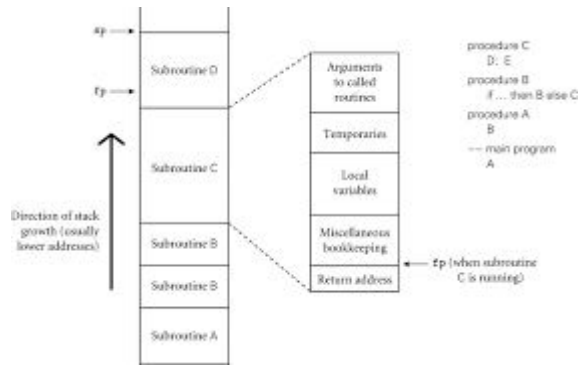 sp
fp
Subroutine D
Subroutine C
Subroutine B
Subroutine B
Subroutine A
Direction of stack
growth (usually
lower addresses)
Arguments
to called
routines
Temporaries
Local
variables
Miscellaneous
bookkeeping
Return address
fp (when subroutine
C is running)
procedure C
D; E
procedure B
if ... then B else C
procedure A
B
-- main program
A